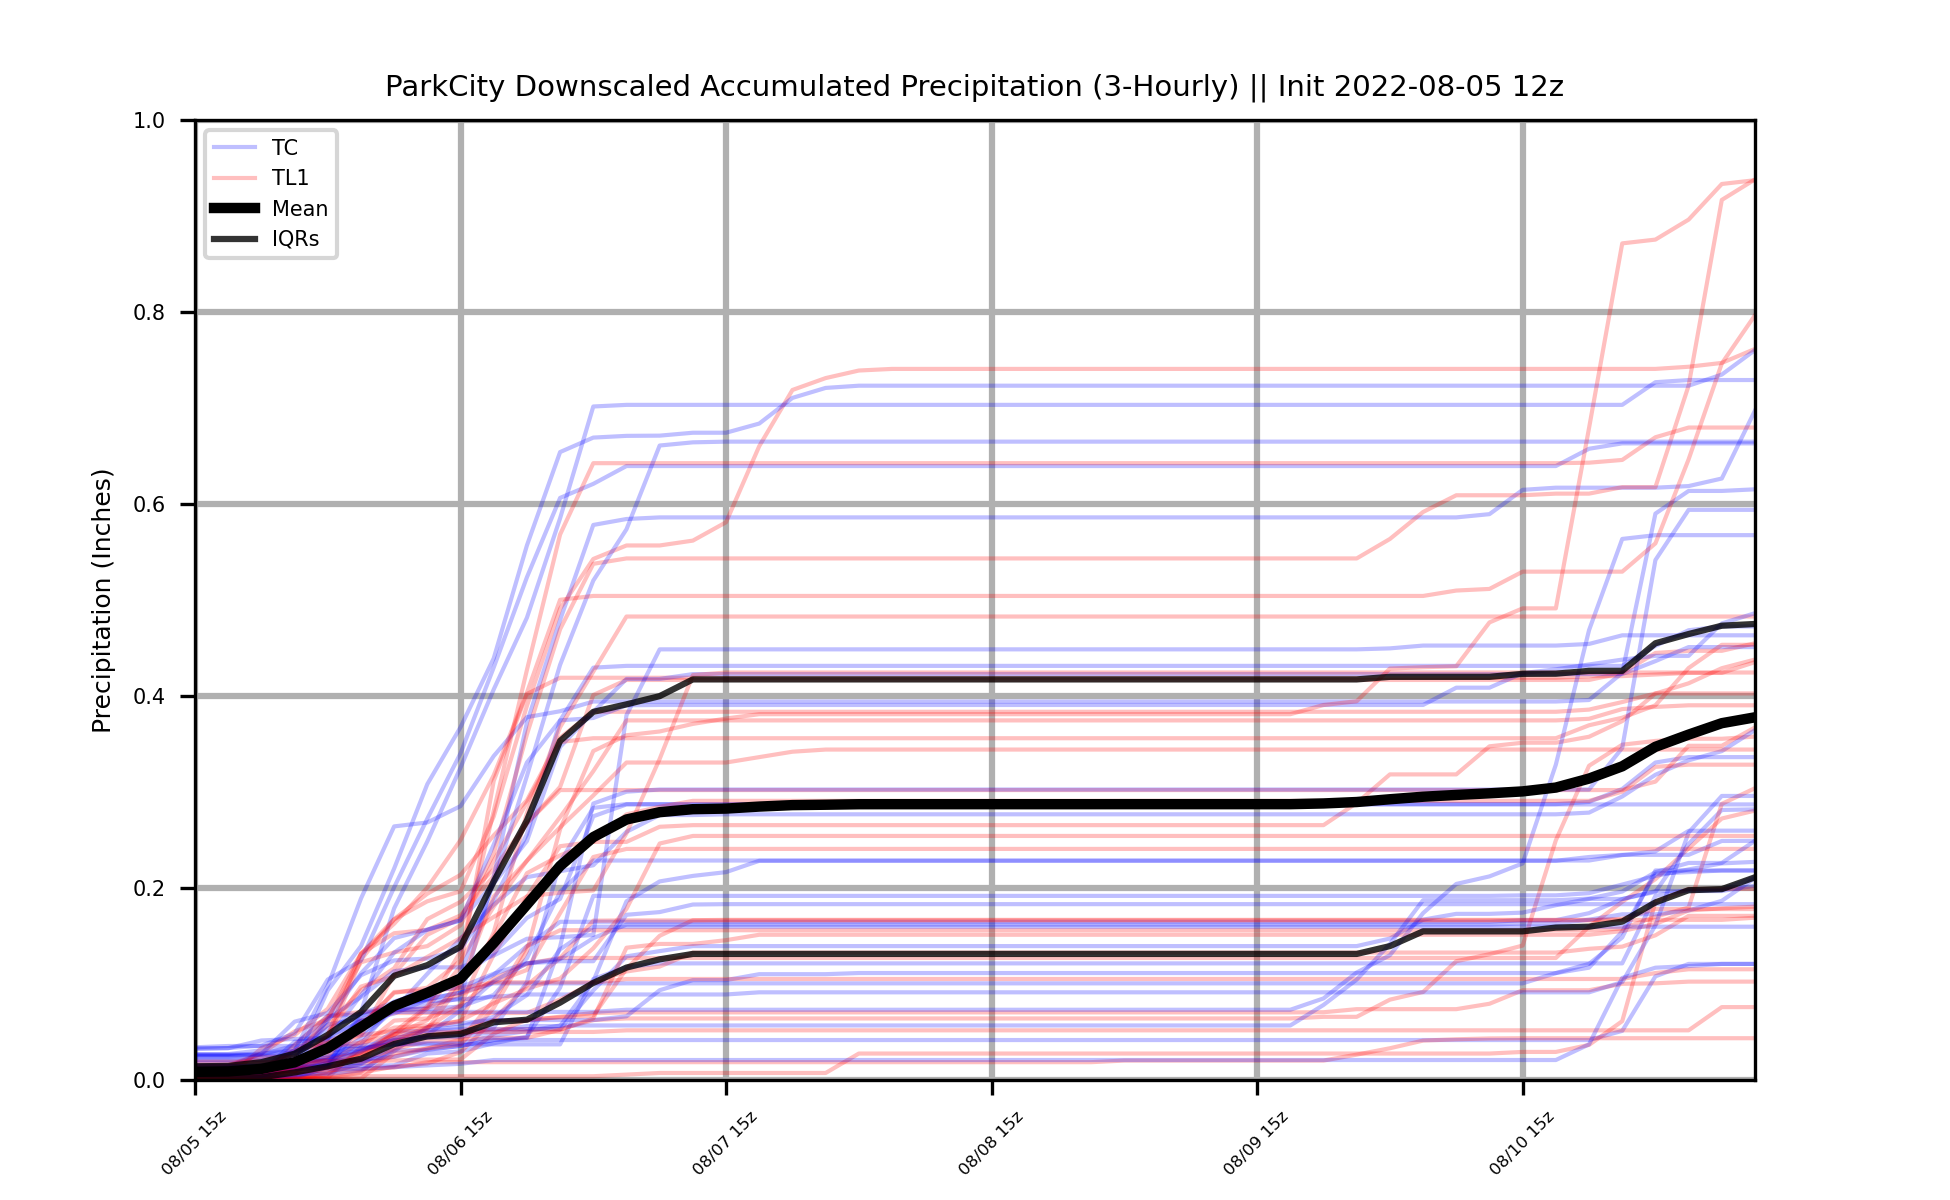 ParkCity Downscaled Accumulated Precipitation (3-Hourly) || Init 2022-08-05 12z
TC
TL1
Mean
IQRs
Precipitation (Inches)
1.0
0.8
0.6
0.4
0.2
0.0
08/05 15z
08/06 15z
08/07 15z
08/08 15z
08/09 15z
08/10 15z